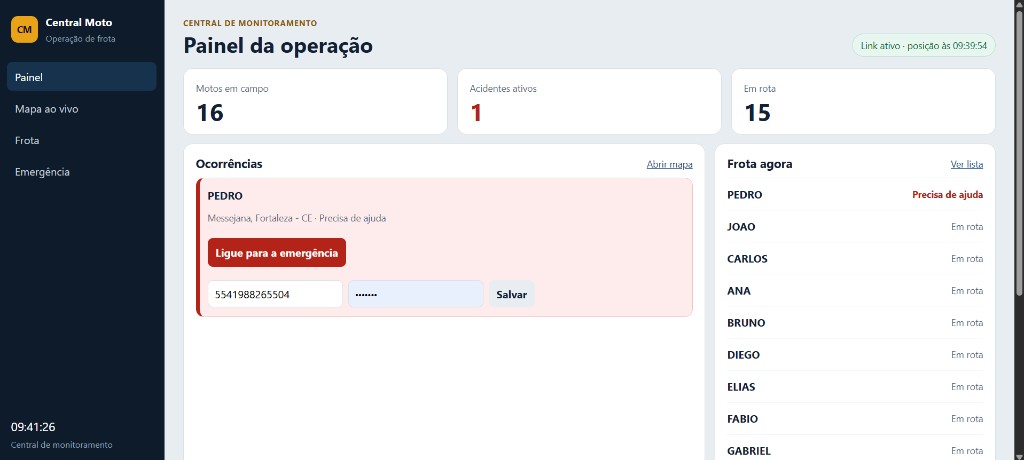 CM
Central Moto
Operação de frota
Painel
Mapa ao vivo
Frota
Emergência
09:41:26
Central de monitoramento
CENTRAL DE MONITORAMENTO
Painel da operação
Link ativo · posição às 09:39:54
Motos em campo
16
Acidentes ativos
1
Em rota
15
Ocorrências
Abrir mapa
PEDRO
Messejana, Fortaleza - CE · Precisa de ajuda
Ligue para a emergência
5541988265504
•••••••
Salvar
Frota agora
Ver lista
PEDRO
Precisa de ajuda
JOAO
Em rota
CARLOS
Em rota
ANA
Em rota
BRUNO
Em rota
DIEGO
Em rota
ELIAS
Em rota
FABIO
Em rota
GABRIEL
Em rota